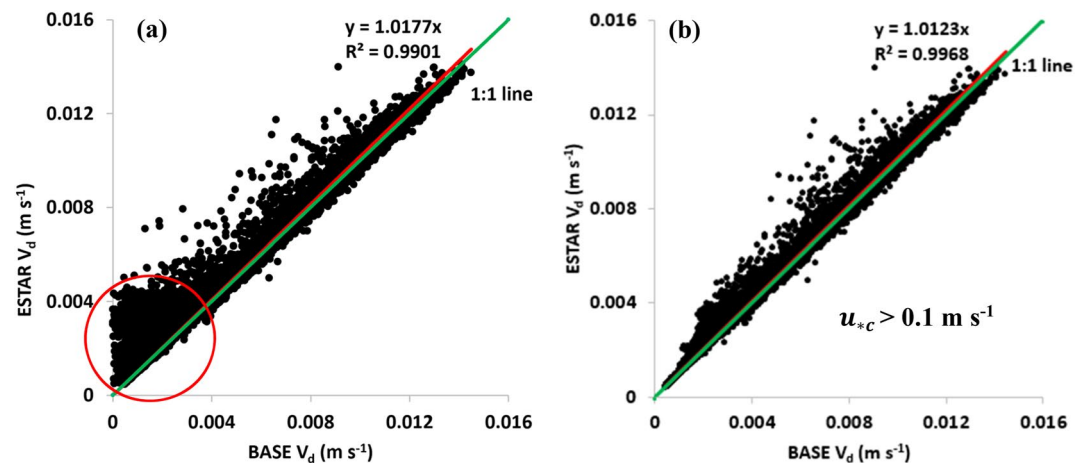 (a)
y = 1.0177x
R² = 0.9901
1:1 line
0.016
0.012
0.008
0.004
0
0
0.004
0.008
0.012
0.016
ESTAR V_d (m s⁻¹)
BASE V_d (m s⁻¹)
(b)
y = 1.0123x
R² = 0.9968
1:1 line
u_{*c} > 0.1 m s⁻¹
0.016
0.012
0.008
0.004
0
0
0.004
0.008
0.012
0.016
ESTAR V_d (m s⁻¹)
BASE V_d (m s⁻¹)